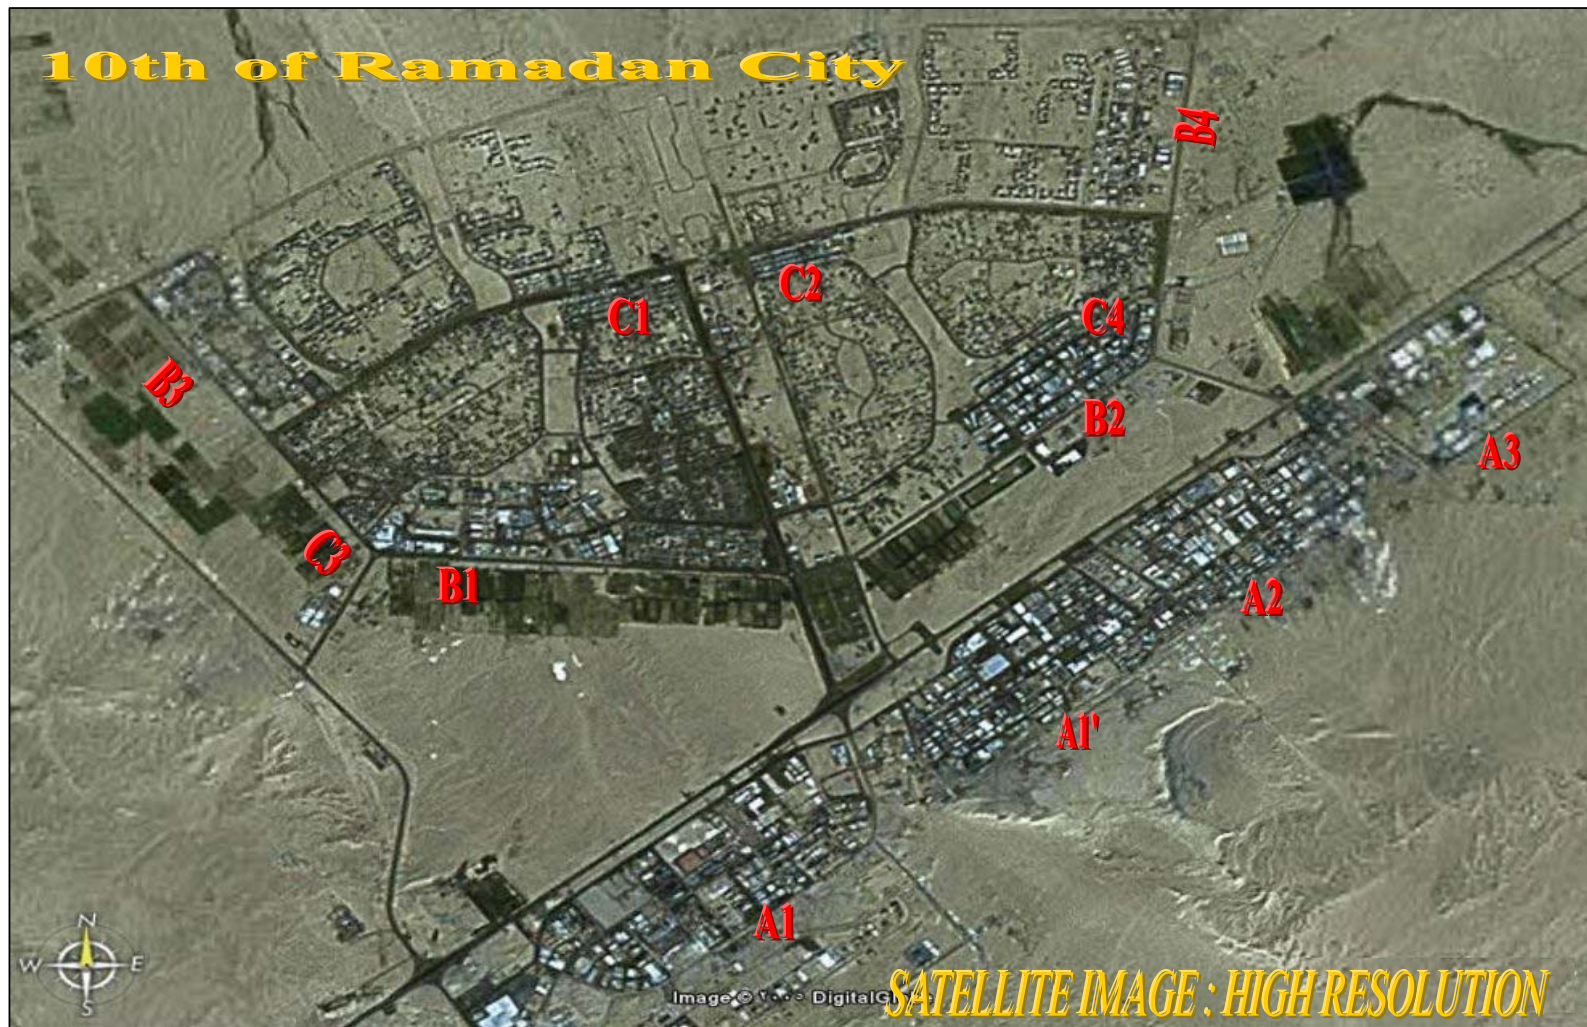 10th of Ramadan City
B4
C2
C1
C4
B3
B2
A3
C3
B1
A2
A1'
A1
N
W E
S
Image © ٢٠٠٥ DigitalGl
SATELLITE IMAGE : HIGH RESOLUTION